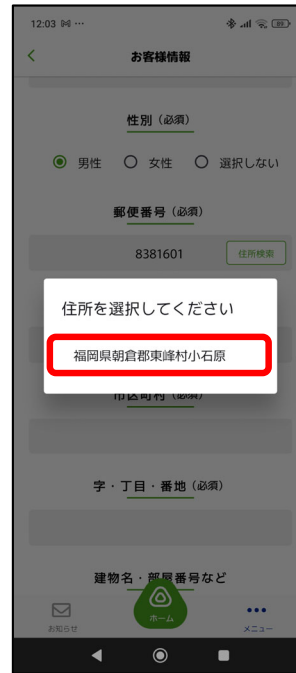 12:03
お客様情報
性別（必須）
男性 女性 選択しない
郵便番号（必須）
8381601 住所検索
住所を選択してください
福岡県朝倉郡東峰村小石原
市区町村（必須）
字・丁目・番地（必須）
建物名・部屋番号など
お知らせ ホーム メニュー